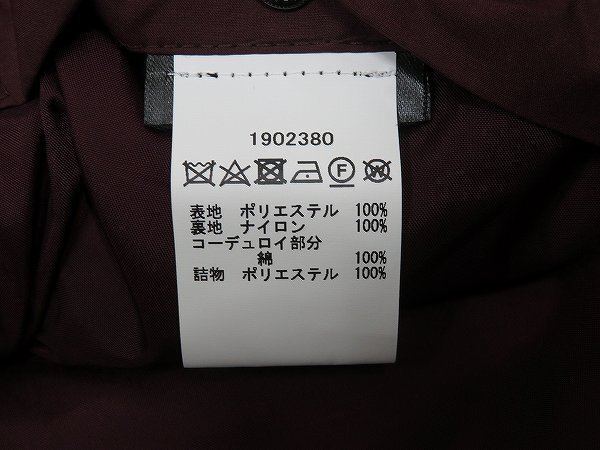 1902380
F W
表地 ポリエステル 100%
裏地 ナイロン 100%
コーデュロイ部分
綿 100%
詰物 ポリエステル 100%